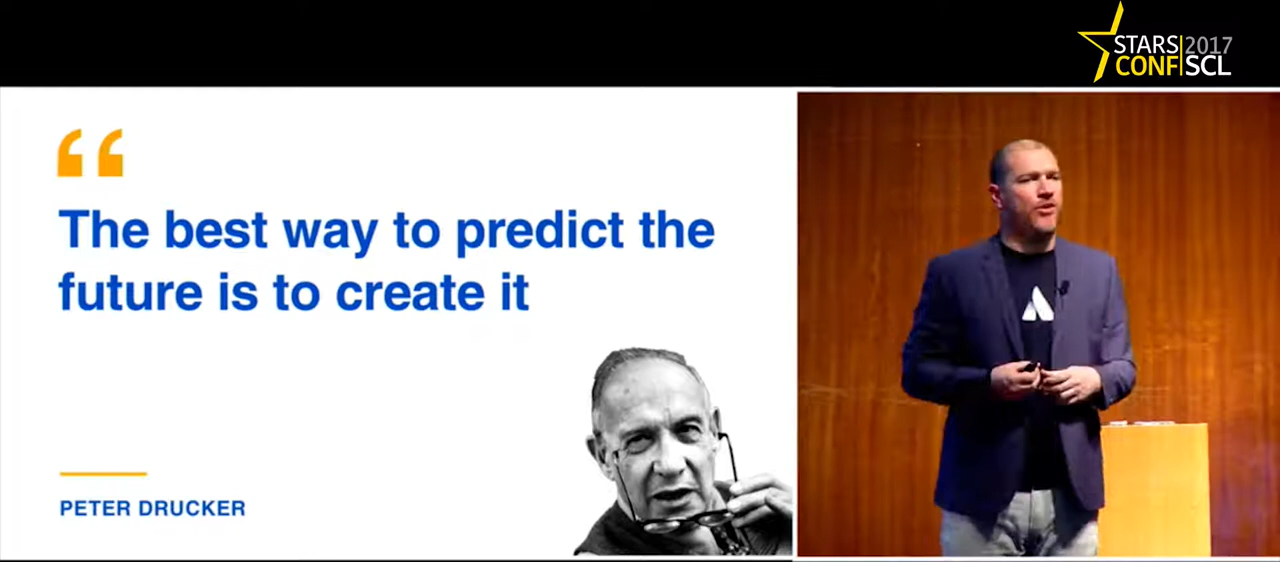 STARS 2017
CONF SCL
“
The best way to predict the
future is to create it
PETER DRUCKER